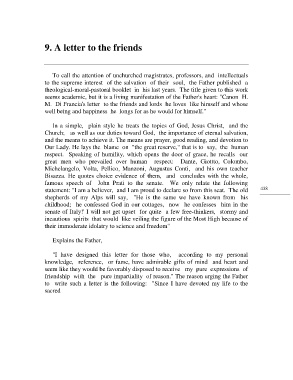 9. A letter to the friends
To call the attention of unchurched magistrates, professors, and intellectuals
to the supreme interest of the salvation of their soul, the Father published a
theological-moral-pastoral booklet in his last years. The title given to this work
seems academic, but it is a living manifestation of the Father's heart: "Canon H.
M. Di Francia's letter to the friends and lords he loves like himself and whose
well being and happiness he longs for as he would for himself."
In a simple, plain style he treats the topics of God, Jesus Christ, and the
Church; as well as our duties toward God, the importance of eternal salvation,
and the means to achieve it. The means are prayer, good reading, and devotion to
Our Lady. He lays the blame on "the great reserve," that is to say, the human
respect. Speaking of humility, which opens the door of grace, he recalls our
great men who prevailed over human respect: Dante, Giotto, Columbo,
Michelangelo, Volta, Pellico, Manzoni, Augustus Conti, and his own teacher
Bisazza. He quotes choice evidence of them, and concludes with the whole,
famous speech of John Prati to the senate. We only relate the following
statement: "I am a believer, and I am proud to declare so from this seat. The old
shepherds of my Alps will say, "He is the same we have known from his
childhood: he confessed God in our cottages, now he confesses him in the
senate of Italy? I will not get quiet for quite a few free-thinkers, stormy and
incautious spirits that would like veiling the figure of the Most High because of
their immoderate idolatry to science and freedom"
488
Explains the Father,
"I have designed this letter for those who, according to my personal
knowledge, reference, or fame, have admirable gifts of mind and heart and
seem like they would be favorably disposed to receive my pure expressions of
friendship with the pure impartiality of reason." The reason urging the Father
to write such a letter is the following: "Since I have devoted my life to the
sacred